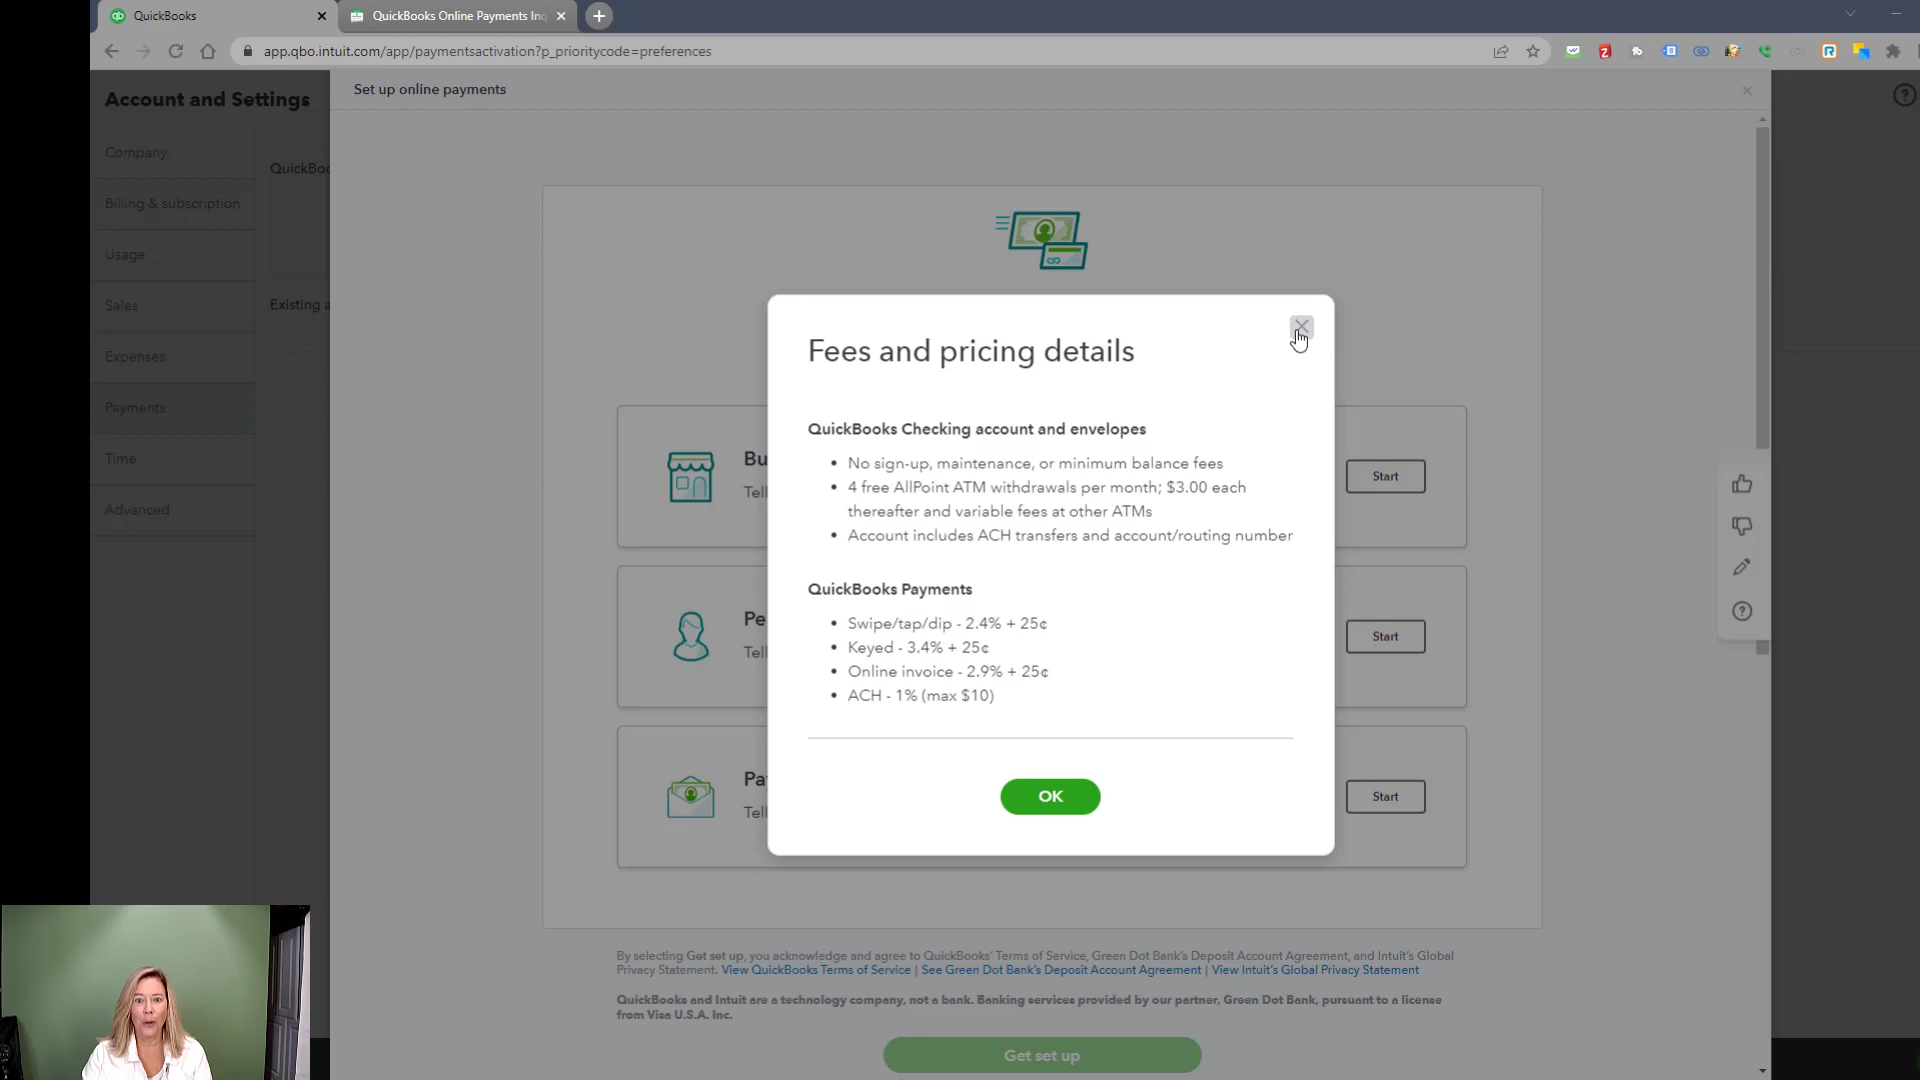 QuickBooks
QuickBooks Online Payments Inq
app.qbo.intuit.com/app/paymentsactivation?p_prioritycode=preferences
Account and Settings
Set up online payments
Company
QuickBoo
Billing & subscription
Usage
Sales
Existing a
Expenses
Payments
Time
Advanced
Fees and pricing details
QuickBooks Checking account and envelopes
• No sign-up, maintenance, or minimum balance fees
• 4 free AllPoint ATM withdrawals per month; $3.00 each
thereafter and variable fees at other ATMs
• Account includes ACH transfers and account/routing number
QuickBooks Payments
• Swipe/tap/dip - 2.4% + 25¢
• Keyed - 3.4% + 25¢
• Online invoice - 2.9% + 25¢
• ACH - 1% (max $10)
OK
Bu
Tell
Start
Pe
Tell
Start
Pa
Tell
Start
By selecting Get set up, you acknowledge and agree to QuickBooks' Terms of Service, Green Dot Bank's Deposit Account Agreement, and Intuit's Global
Privacy Statement. View QuickBooks Terms of Service | See Green Dot Bank's Deposit Account Agreement | View Intuit's Global Privacy Statement
QuickBooks and Intuit are a technology company, not a bank. Banking services provided by our partner, Green Dot Bank, pursuant to a license
from Visa U.S.A. Inc.
Get set up